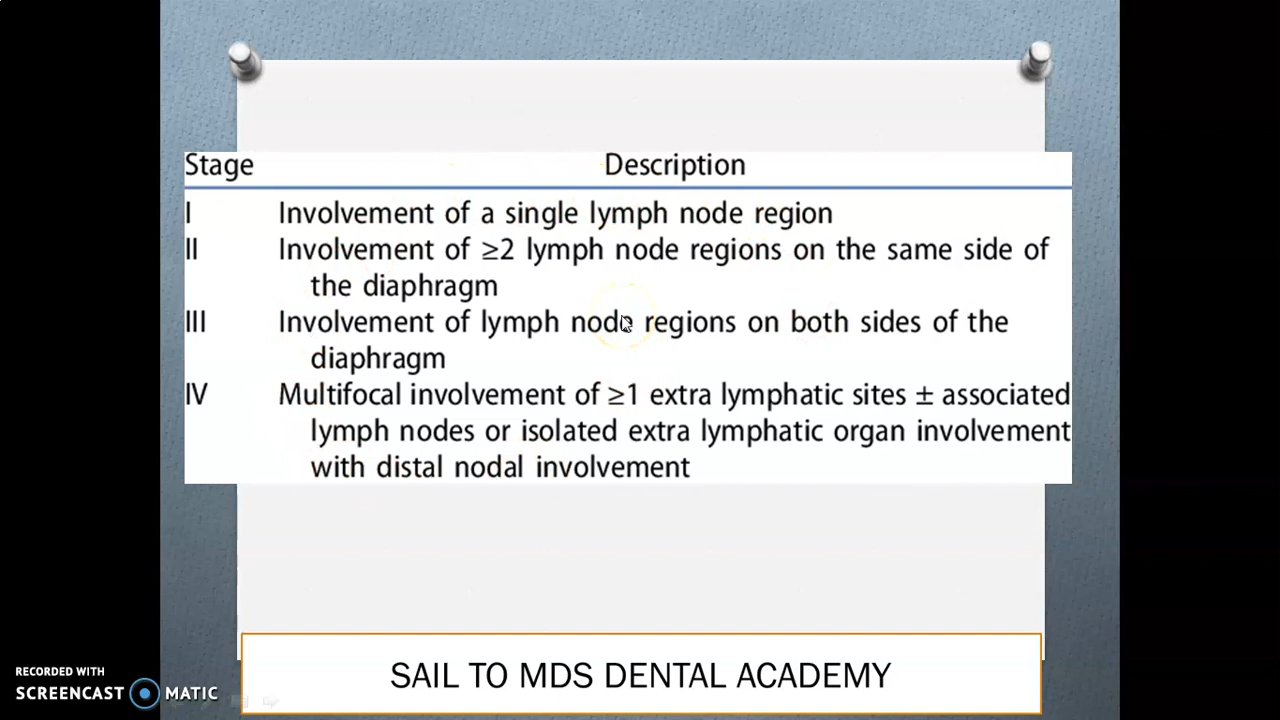 Stage Description
I Involvement of a single lymph node region
II Involvement of ≥2 lymph node regions on the same side of
the diaphragm
III Involvement of lymph node regions on both sides of the
diaphragm
IV Multifocal involvement of ≥1 extra lymphatic sites ± associated
lymph nodes or isolated extra lymphatic organ involvement
with distal nodal involvement
SAIL TO MDS DENTAL ACADEMY
RECORDED WITH
SCREENCAST MATIC